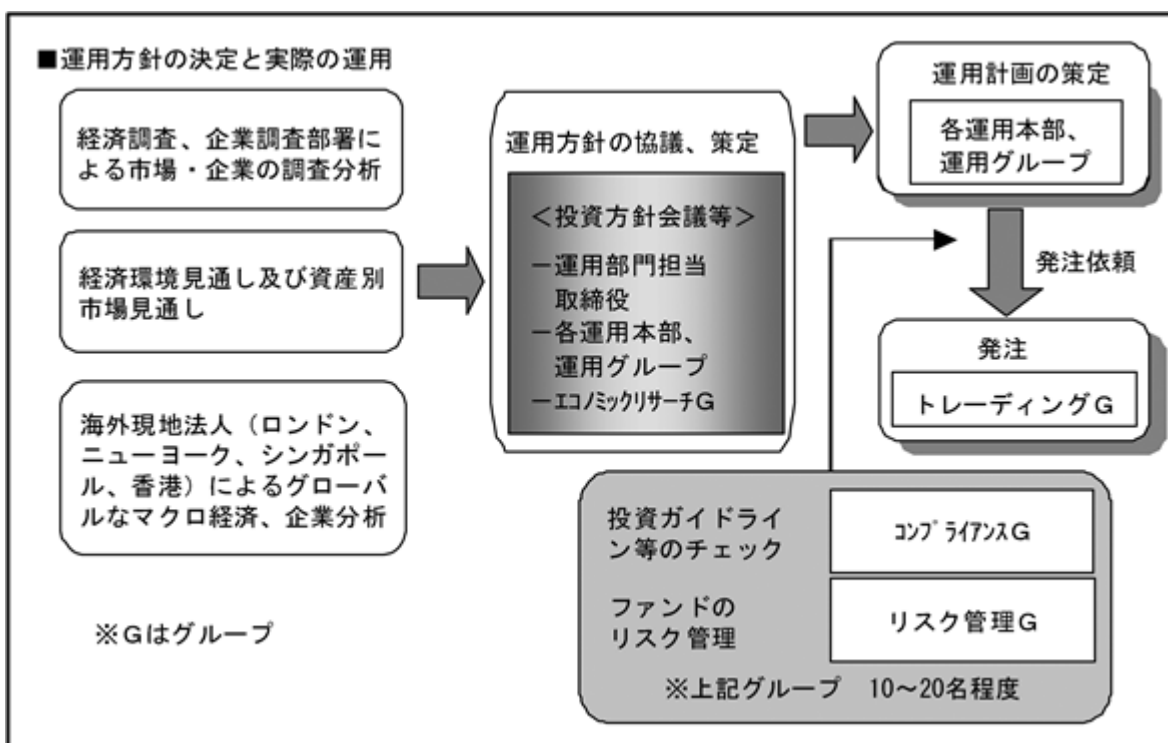 ■運用方針の決定と実際の運用
経済調査、企業調査部署に
よる市場・企業の調査分析
経済環境見通し及び資産別
市場見通し
海外現地法人（ロンドン、
ニューヨーク、シンガポー
ル、香港）によるグローバ
ルなマクロ経済、企業分析
※Ｇはグループ
運用方針の協議、策定
＜投資方針会議等＞
－運用部門担当
取締役
－各運用本部、
運用グループ
－ｴｺﾉﾐｯｸﾘｻｰﾁＧ
運用計画の策定
各運用本部、
運用グループ
発注依頼
発注
トレーディングＧ
投資ガイドライ
ン等のチェック
ｺﾝﾌﾟﾗｲｱﾝｽＧ
ファンドの
リスク管理
リスク管理Ｇ
※上記グループ　10～20名程度